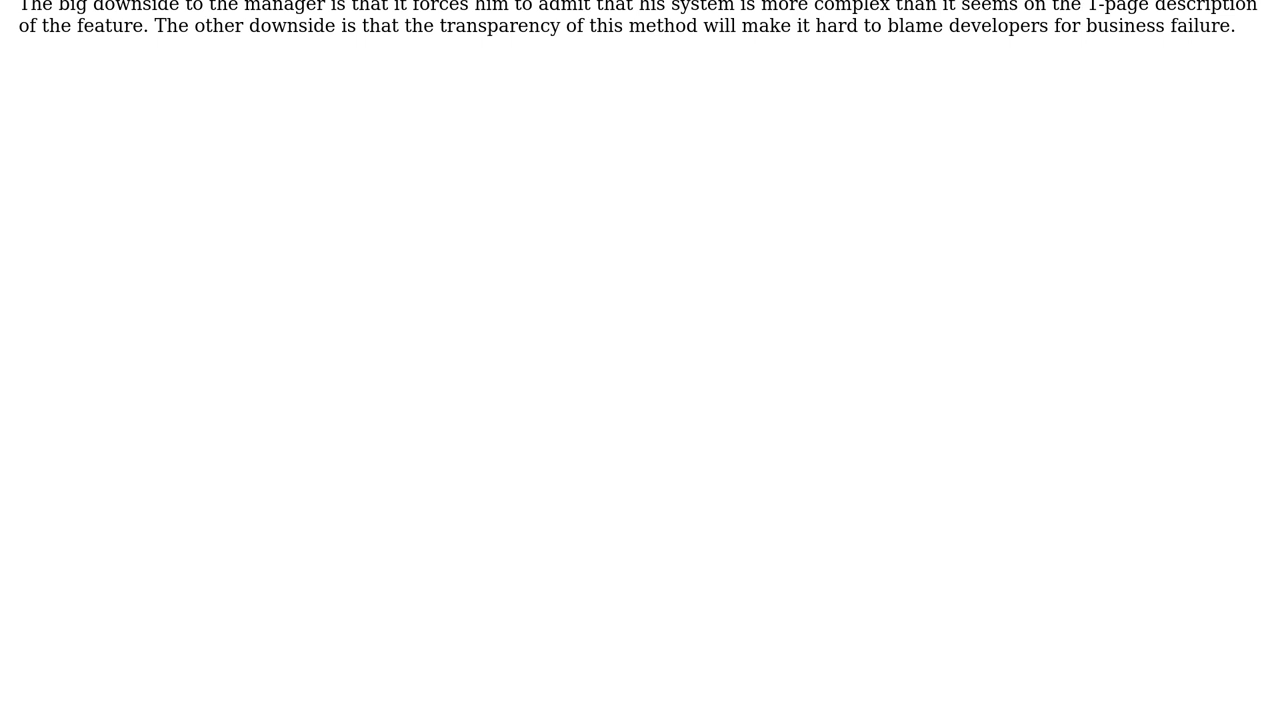 The big downside to the manager is that it forces him to admit that his system is more complex than it seems on the 1-page description
of the feature. The other downside is that the transparency of this method will make it hard to blame developers for business failure.